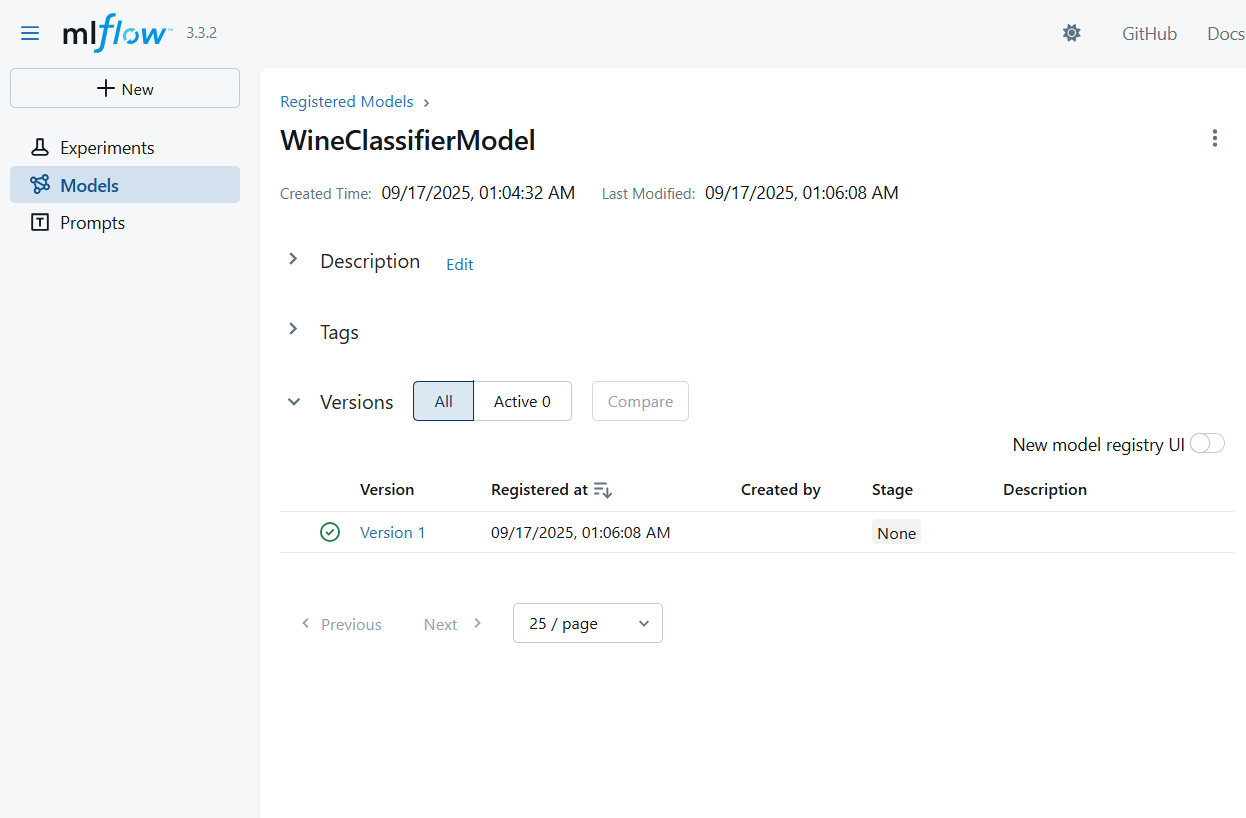 mlflow™ 3.3.2
GitHub Docs
New
Experiments
Models
Prompts
Registered Models
WineClassifierModel
Created Time: 09/17/2025, 01:04:32 AM Last Modified: 09/17/2025, 01:06:08 AM
Description Edit
Tags
Versions All Active 0 Compare
New model registry UI
Version Registered at Created by Stage Description
Version 1 09/17/2025, 01:06:08 AM None
Previous Next 25 / page